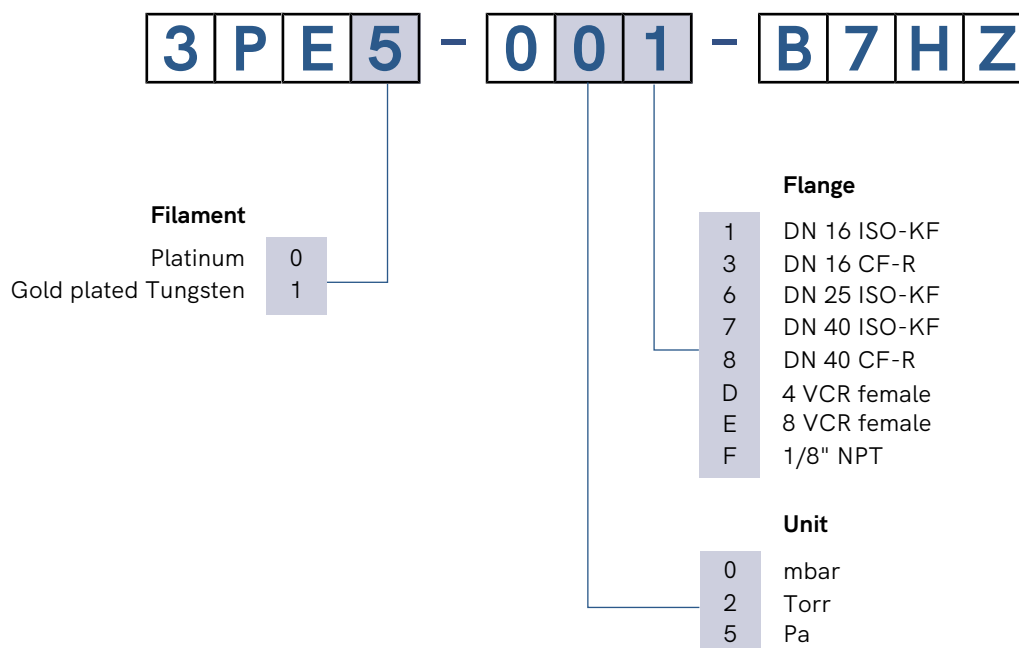 3PE5 - 001 - B7HZ
Filament
Platinum 0
Gold plated Tungsten 1
Flange
1 DN 16 ISO-KF
3 DN 16 CF-R
6 DN 25 ISO-KF
7 DN 40 ISO-KF
8 DN 40 CF-R
D 4 VCR female
E 8 VCR female
F 1/8" NPT
Unit
0 mbar
2 Torr
5 Pa